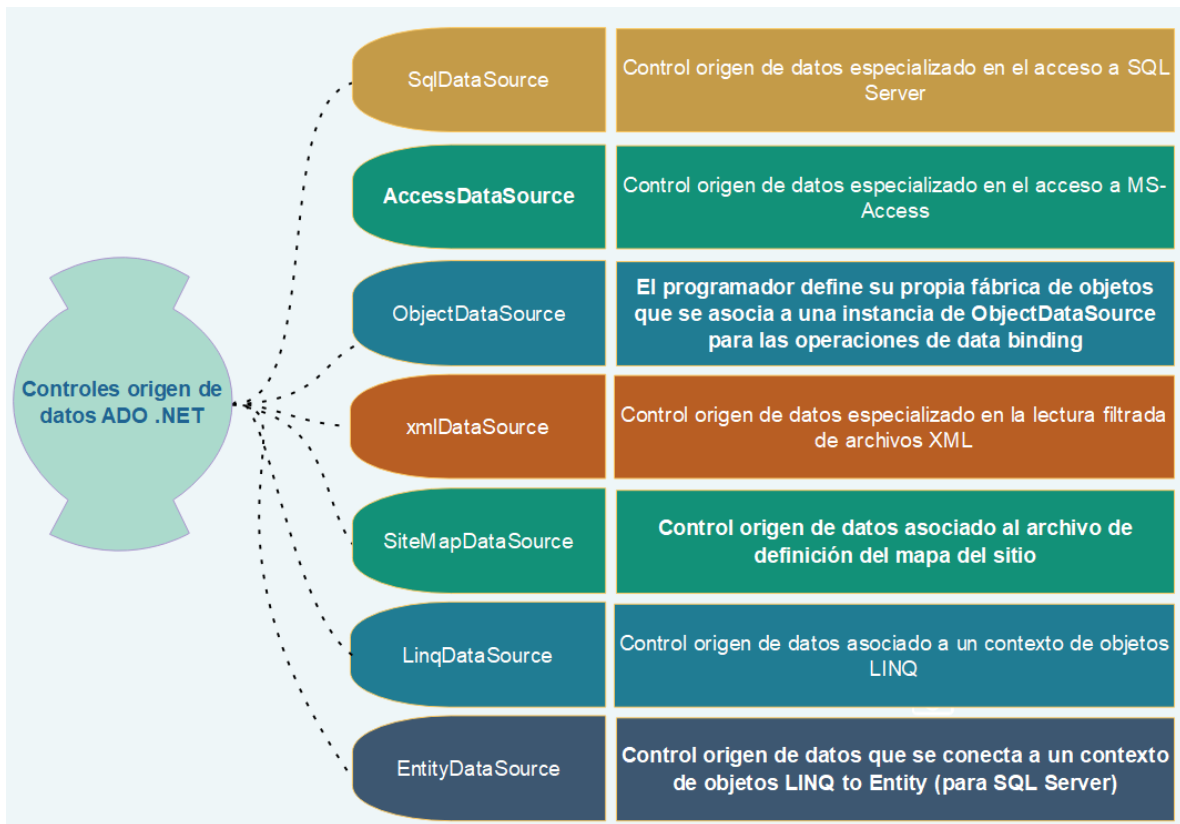 Controles origen de
datos ADO .NET
SqlDataSource
Control origen de datos especializado en el acceso a SQL
Server
AccessDataSource
Control origen de datos especializado en el acceso a MS-
Access
ObjectDataSource
El programador define su propia fábrica de objetos
que se asocia a una instancia de ObjectDataSource
para las operaciones de data binding
xmlDataSource
Control origen de datos especializado en la lectura filtrada
de archivos XML
SiteMapDataSource
Control origen de datos asociado al archivo de
definición del mapa del sitio
LinqDataSource
Control origen de datos asociado a un contexto de objetos
LINQ
EntityDataSource
Control origen de datos que se conecta a un contexto
de objetos LINQ to Entity (para SQL Server)